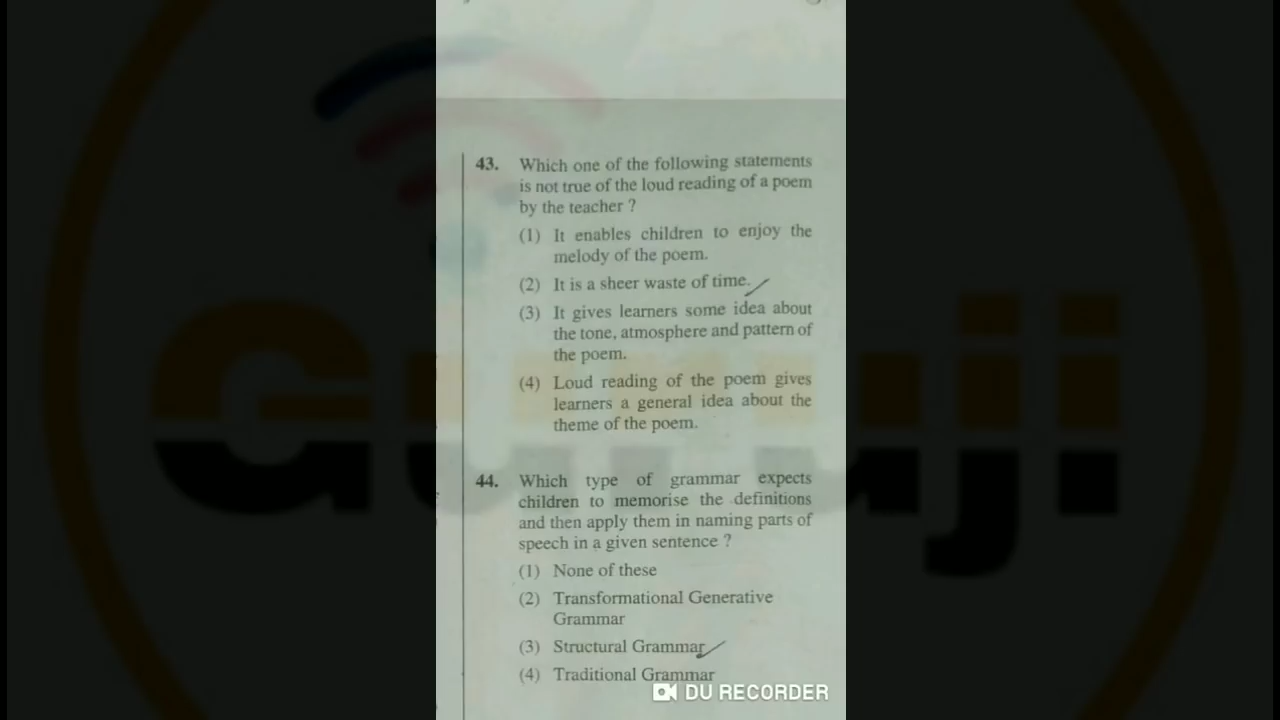 43. Which one of the following statements
is not true of the loud reading of a poem
by the teacher ?
(1) It enables children to enjoy the
melody of the poem.
(2) It is a sheer waste of time.
(3) It gives learners some idea about
the tone, atmosphere and pattern of
the poem.
(4) Loud reading of the poem gives
learners a general idea about the
theme of the poem.
44. Which type of grammar expects
children to memorise the definitions
and then apply them in naming parts of
speech in a given sentence ?
(1) None of these
(2) Transformational Generative
Grammar
(3) Structural Grammar
(4) Traditional Grammar
DU RECORDER